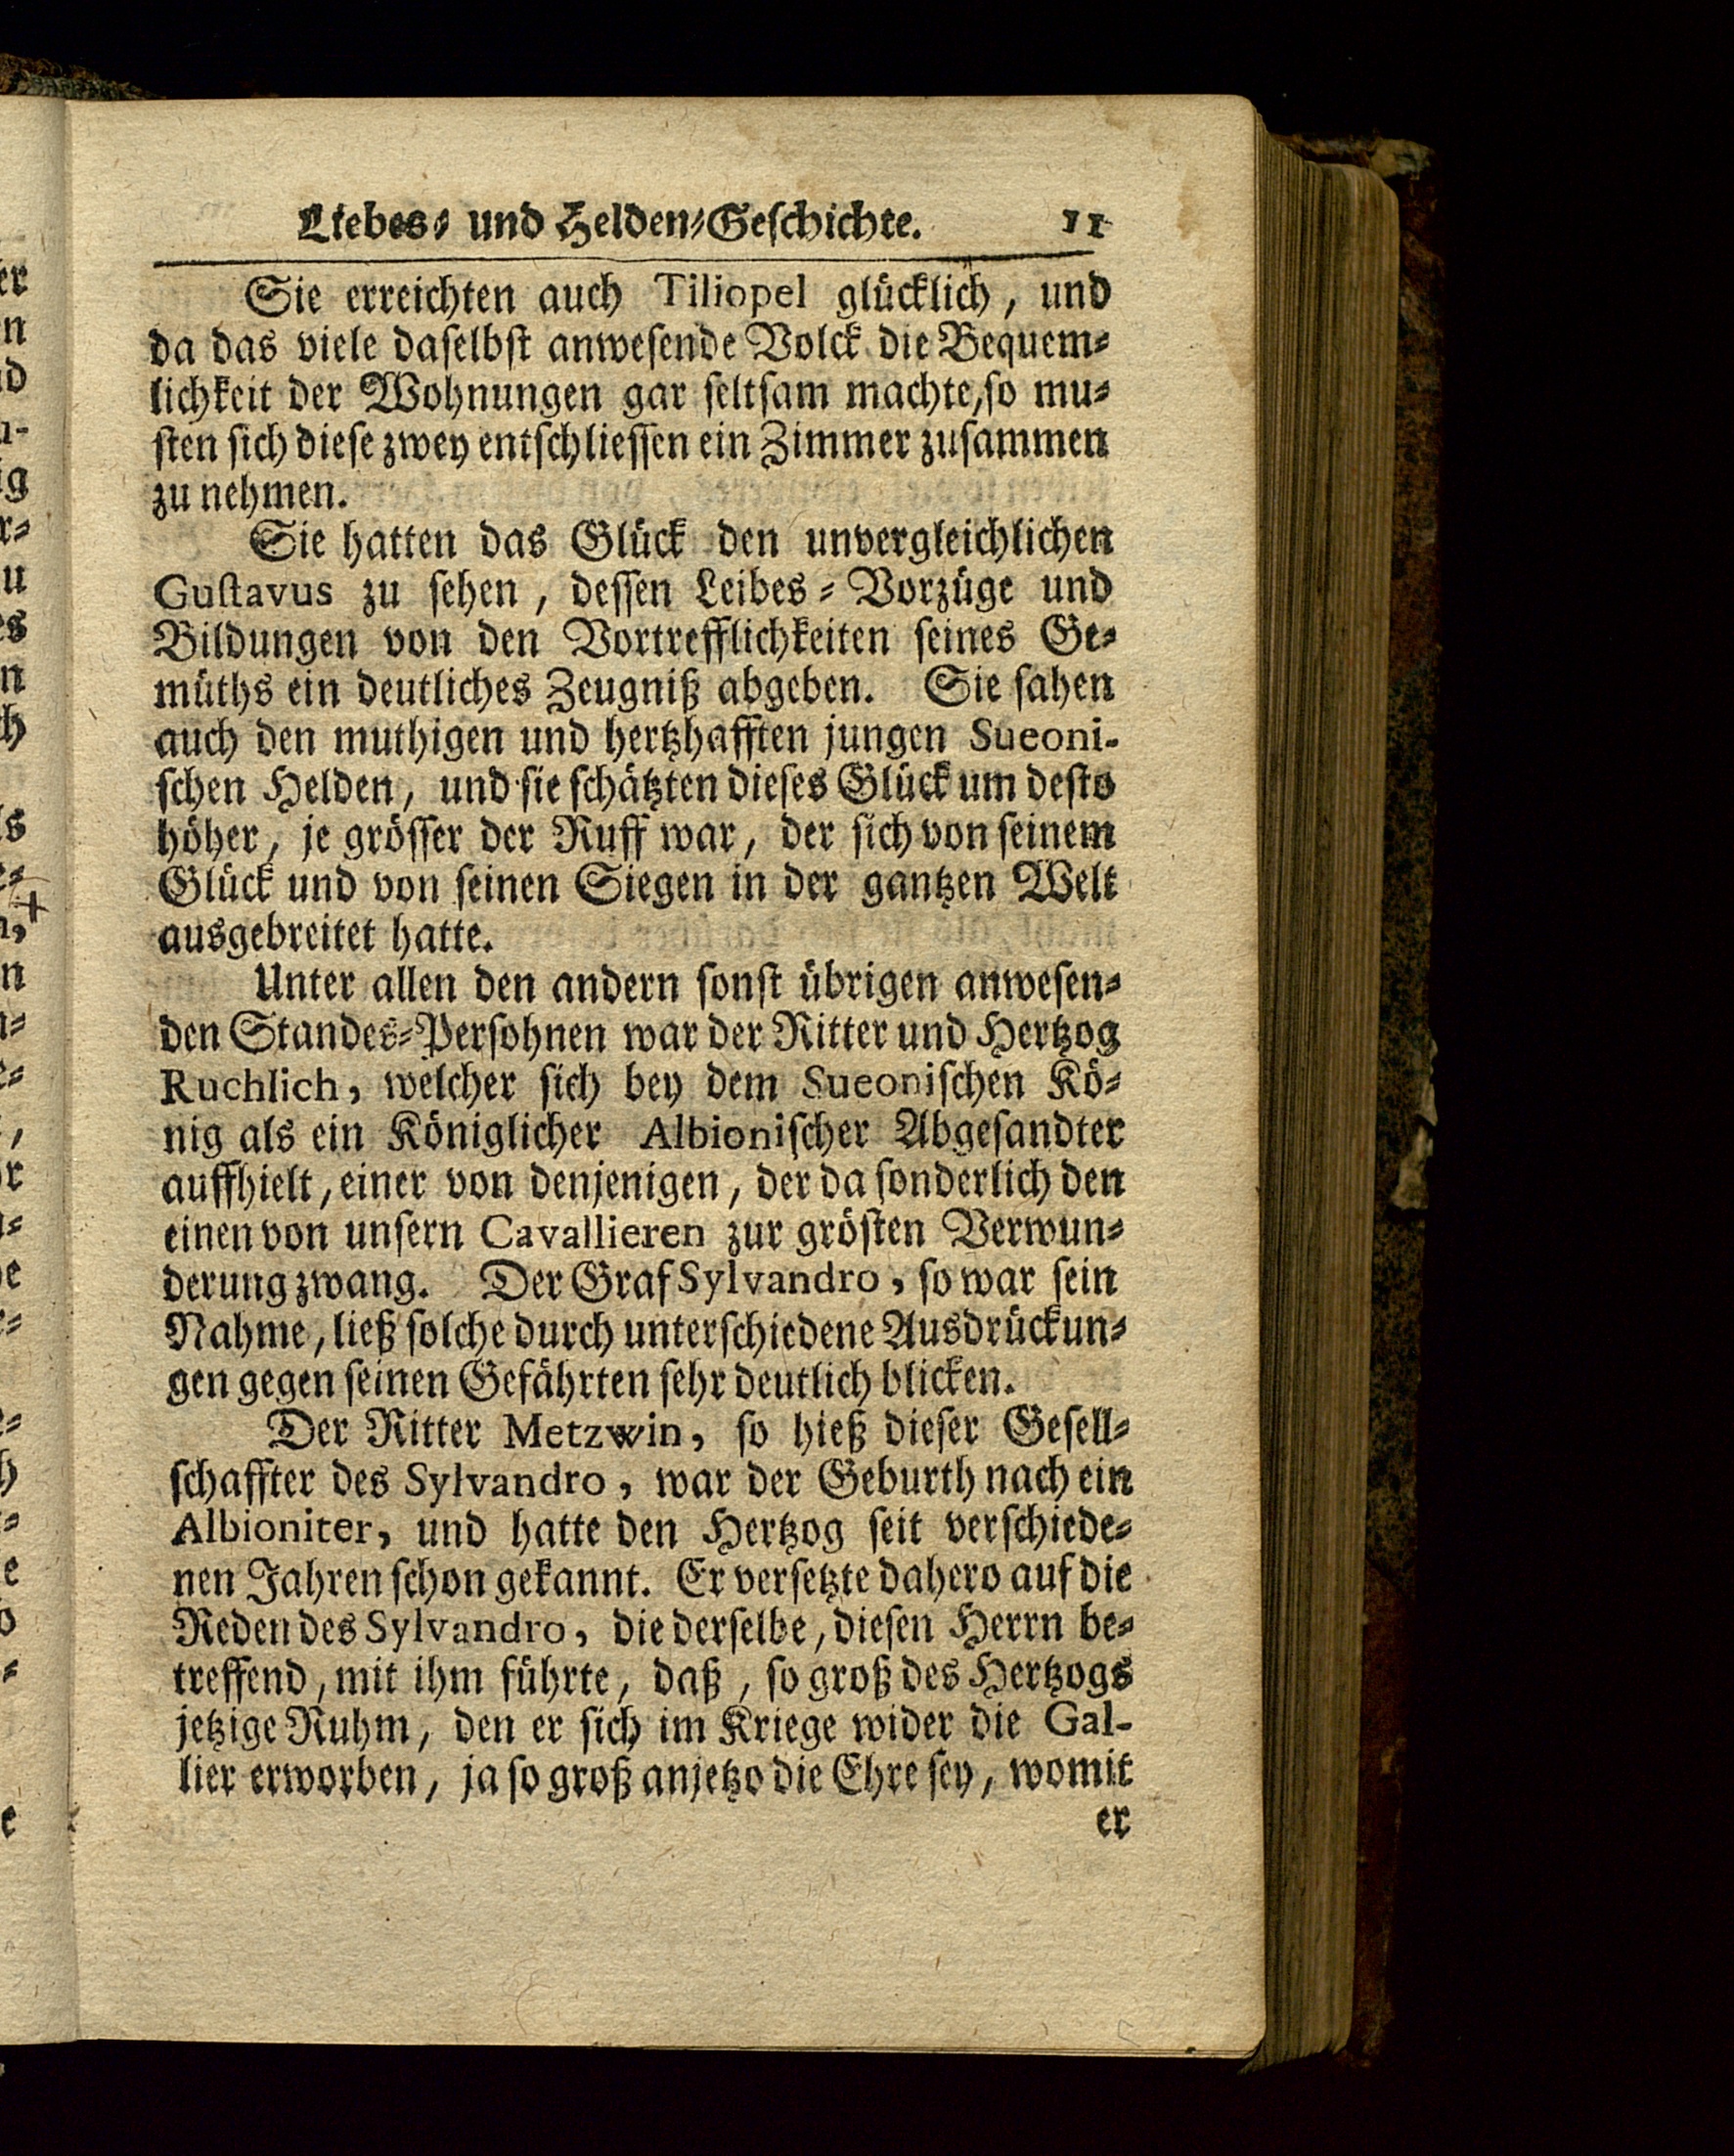 Liebes- und Helden-Geschichte. 11
Sie erreichten auch Tiliopel glücklich, und
da das viele daselbst anwesende Volck die Bequem-
lichkeit der Wohnungen gar seltsam machte, so mu-
sten sich diese zwey entschliessen ein Zimmer zusammen
zu nehmen.
Sie hatten das Glück den unvergleichlichen
Gustavus zu sehen, dessen Leibes-Vorzüge und
Bildungen von den Vortrefflichkeiten seines Ge-
müths ein deutliches Zeugniß abgeben. Sie sahen
auch den muthigen und hertzhafften jungen Sueoni-
schen Helden, und sie schätzten dieses Glück um desto
höher, je grösser der Ruff war, der sich von seinem
Glück und von seinen Siegen in der gantzen Welt
ausgebreitet hatte.
Unter allen den andern sonst übrigen anwesen-
den Standes-Persohnen war der Ritter und Hertzog
Ruchlich, welcher sich bey dem Sueonischen Kö-
nig als ein Königlicher Albionischer Abgesandter
auffhielt, einer von denjenigen, der da sonderlich den
einen von unsern Cavallieren zur grösten Verwun-
derung zwang. Der Graf Sylvandro, so war sein
Nahme, ließ solche durch unterschiedene Ausdrückun-
gen gegen seinen Gefährten sehr deutlich blicken.
Der Ritter Metzwin, so hieß dieser Gesell-
schaffter des Sylvandro, war der Geburth nach ein
Albioniter, und hatte den Hertzog seit verschiede-
nen Jahren schon gekannt. Er versetzte dahero auf die
Reden des Sylvandro, die derselbe, diesen Herrn be-
treffend, mit ihm führte, daß, so groß des Hertzogs
jetzige Ruhm, den er sich im Kriege wider die Gal-
lier erworben, ja so groß anjetzo die Ehre sey, womit
er